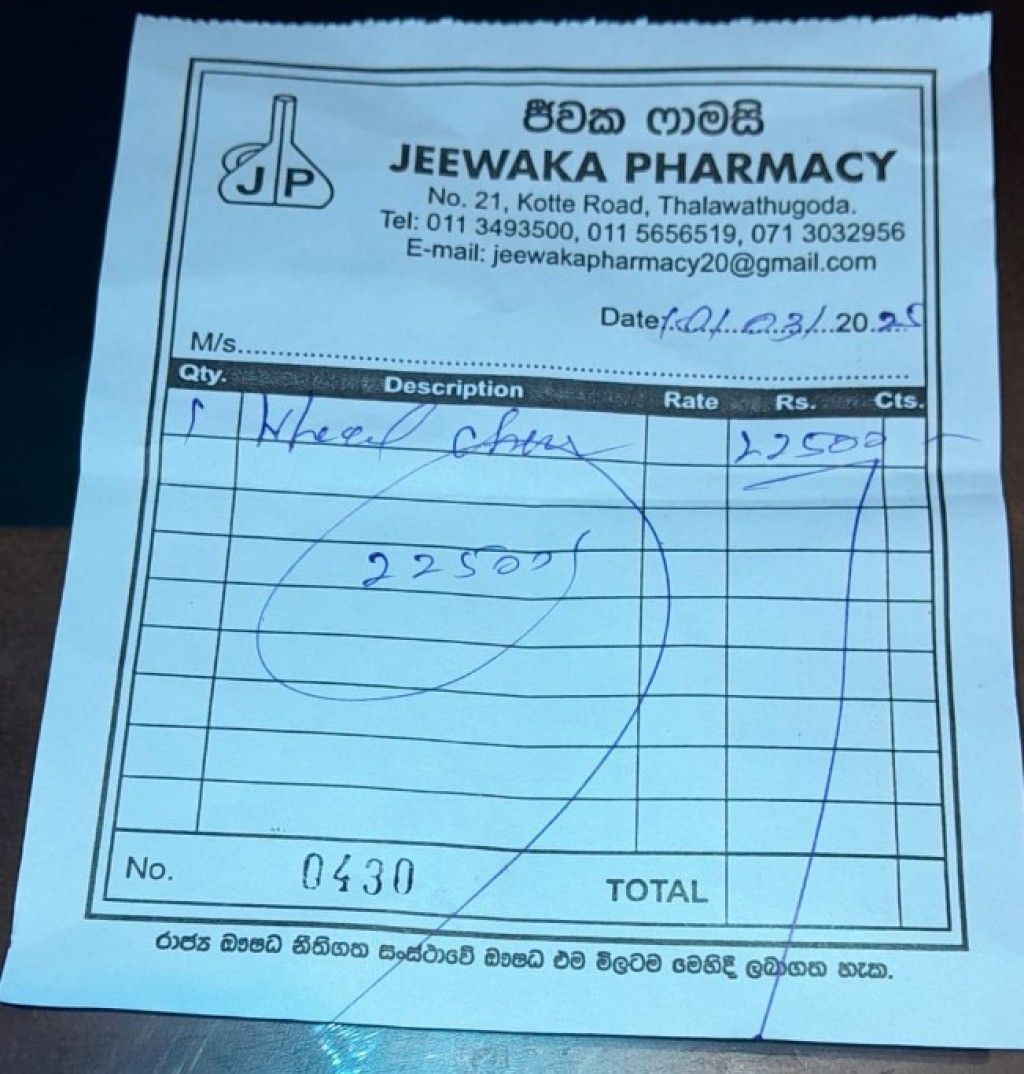 ජීවක ෆාමසි
JP
JEEWAKA PHARMACY
No. 21, Kotte Road, Thalawathugoda.
Tel: 011 3493500, 011 5656519, 071 3032956
E-mail: jeewakapharmacy20@gmail.com
Date: 01/03/2025
M/s.
Qty. Description Rate Rs. Cts.
1 Wheel chair 22500
22500/
No. 0430 TOTAL
රාජ්‍ය ඖෂධ නීතිගත සංස්ථාවේ ඖෂධ එම මිලටම මෙහිදී ලබාගත හැක.